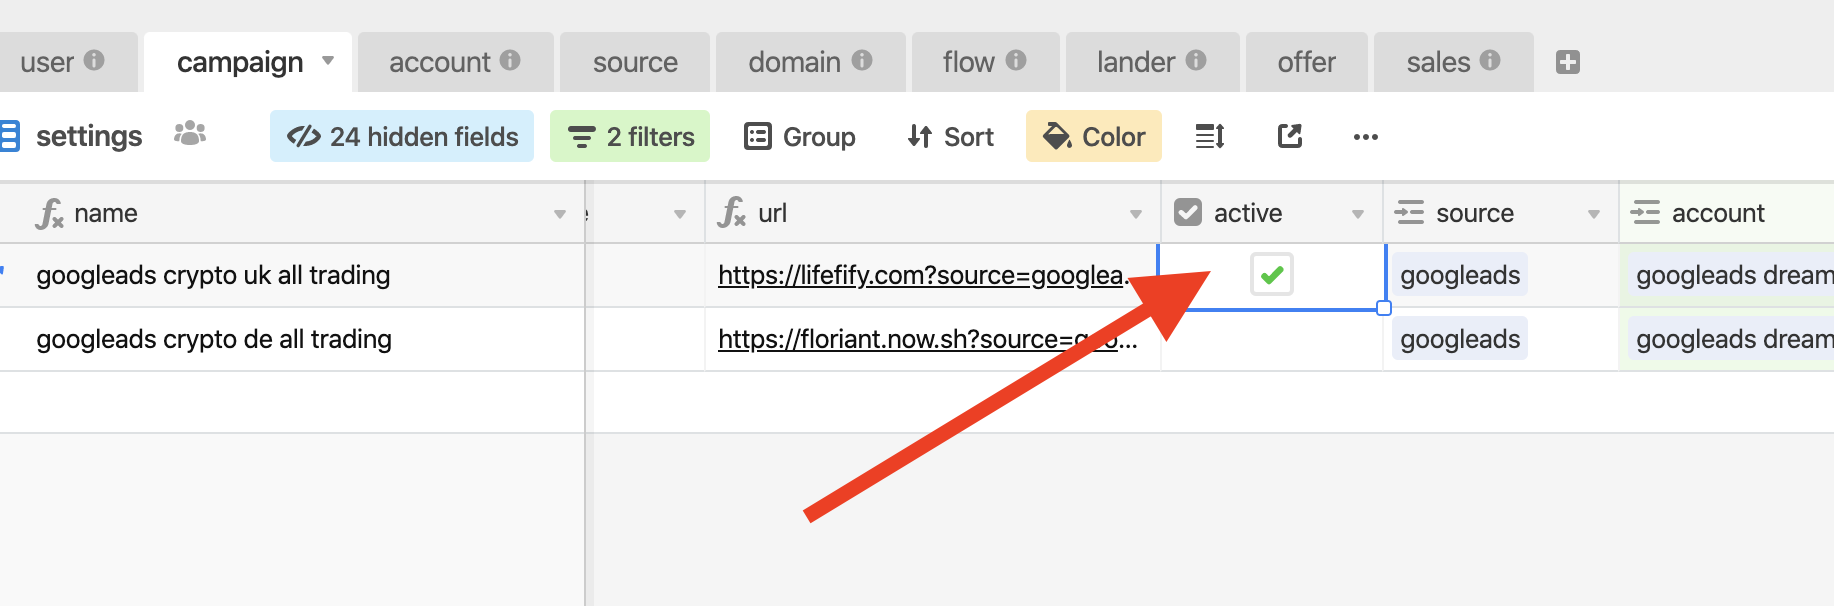 user campaign account source domain flow lander offer sales
settings 24 hidden fields 2 filters Group Sort Color
name url active source account
googleads crypto uk all trading https://lifefify.com?source=googlea... googleads googleads dream
googleads crypto de all trading https://floriant.now.sh?source=goo... googleads googleads dream